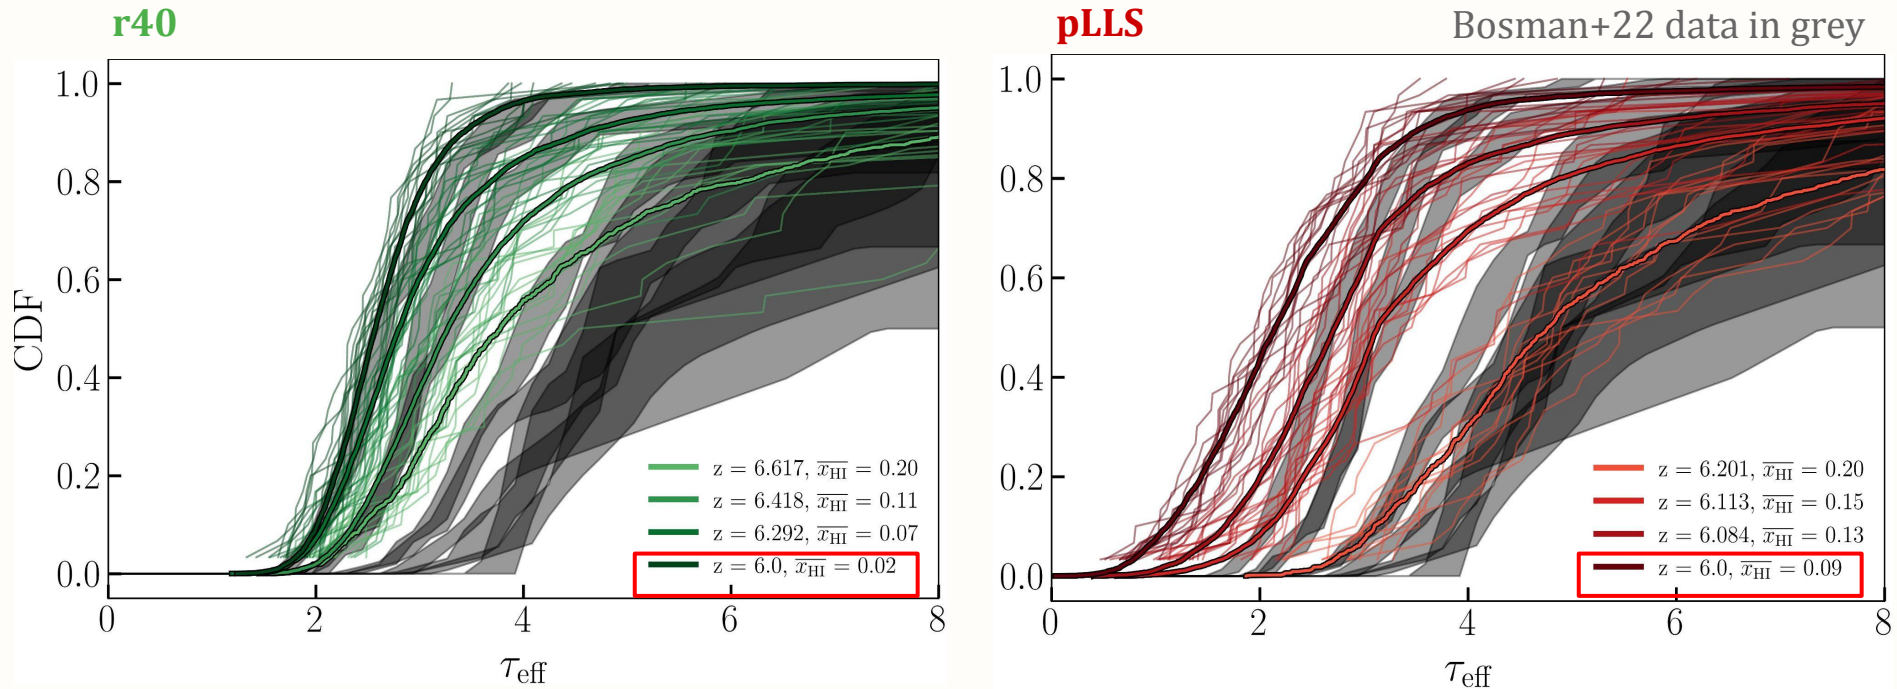 r40
pLLS
Bosman+22 data in grey
CDF
1.0
0.8
0.6
0.4
0.2
0.0
0
2
4
6
8
τeff
z = 6.617, x̅HI = 0.20
z = 6.418, x̅HI = 0.11
z = 6.292, x̅HI = 0.07
z = 6.0, x̅HI = 0.02
1.0
0.8
0.6
0.4
0.2
0.0
0
2
4
6
8
τeff
z = 6.201, x̅HI = 0.20
z = 6.113, x̅HI = 0.15
z = 6.084, x̅HI = 0.13
z = 6.0, x̅HI = 0.09